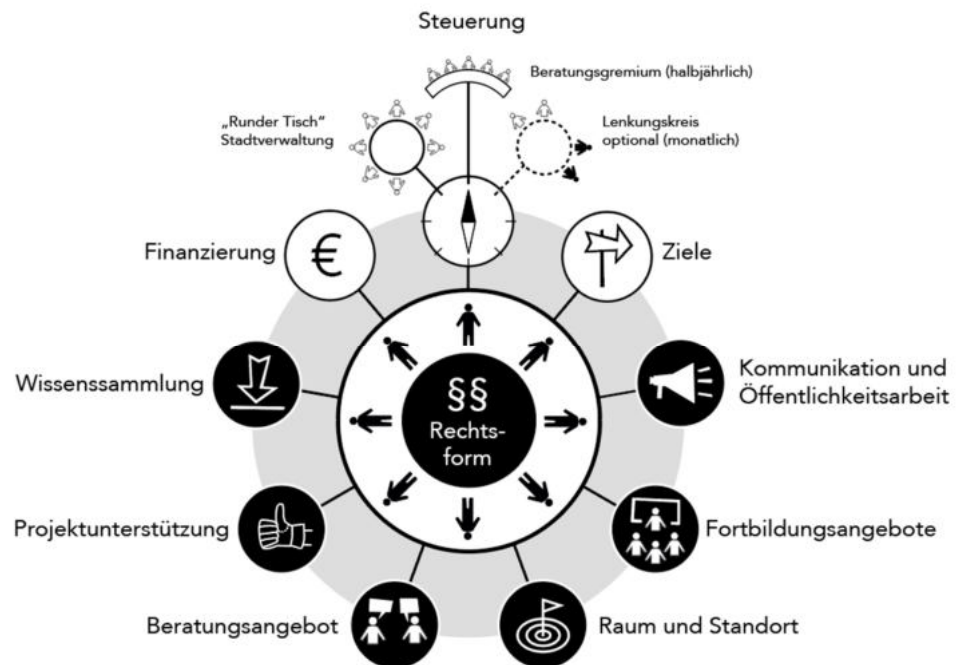 Steuerung
Beratungsgremium (halbjährlich)
„Runder Tisch“
Stadtverwaltung
Lenkungskreis
optional (monatlich)
Finanzierung
€
Ziele
Wissenssammlung
Kommunikation und
Öffentlichkeitsarbeit
§§
Rechts-
form
Projektunterstützung
Fortbildungsangebote
Beratungsangebot
Raum und Standort